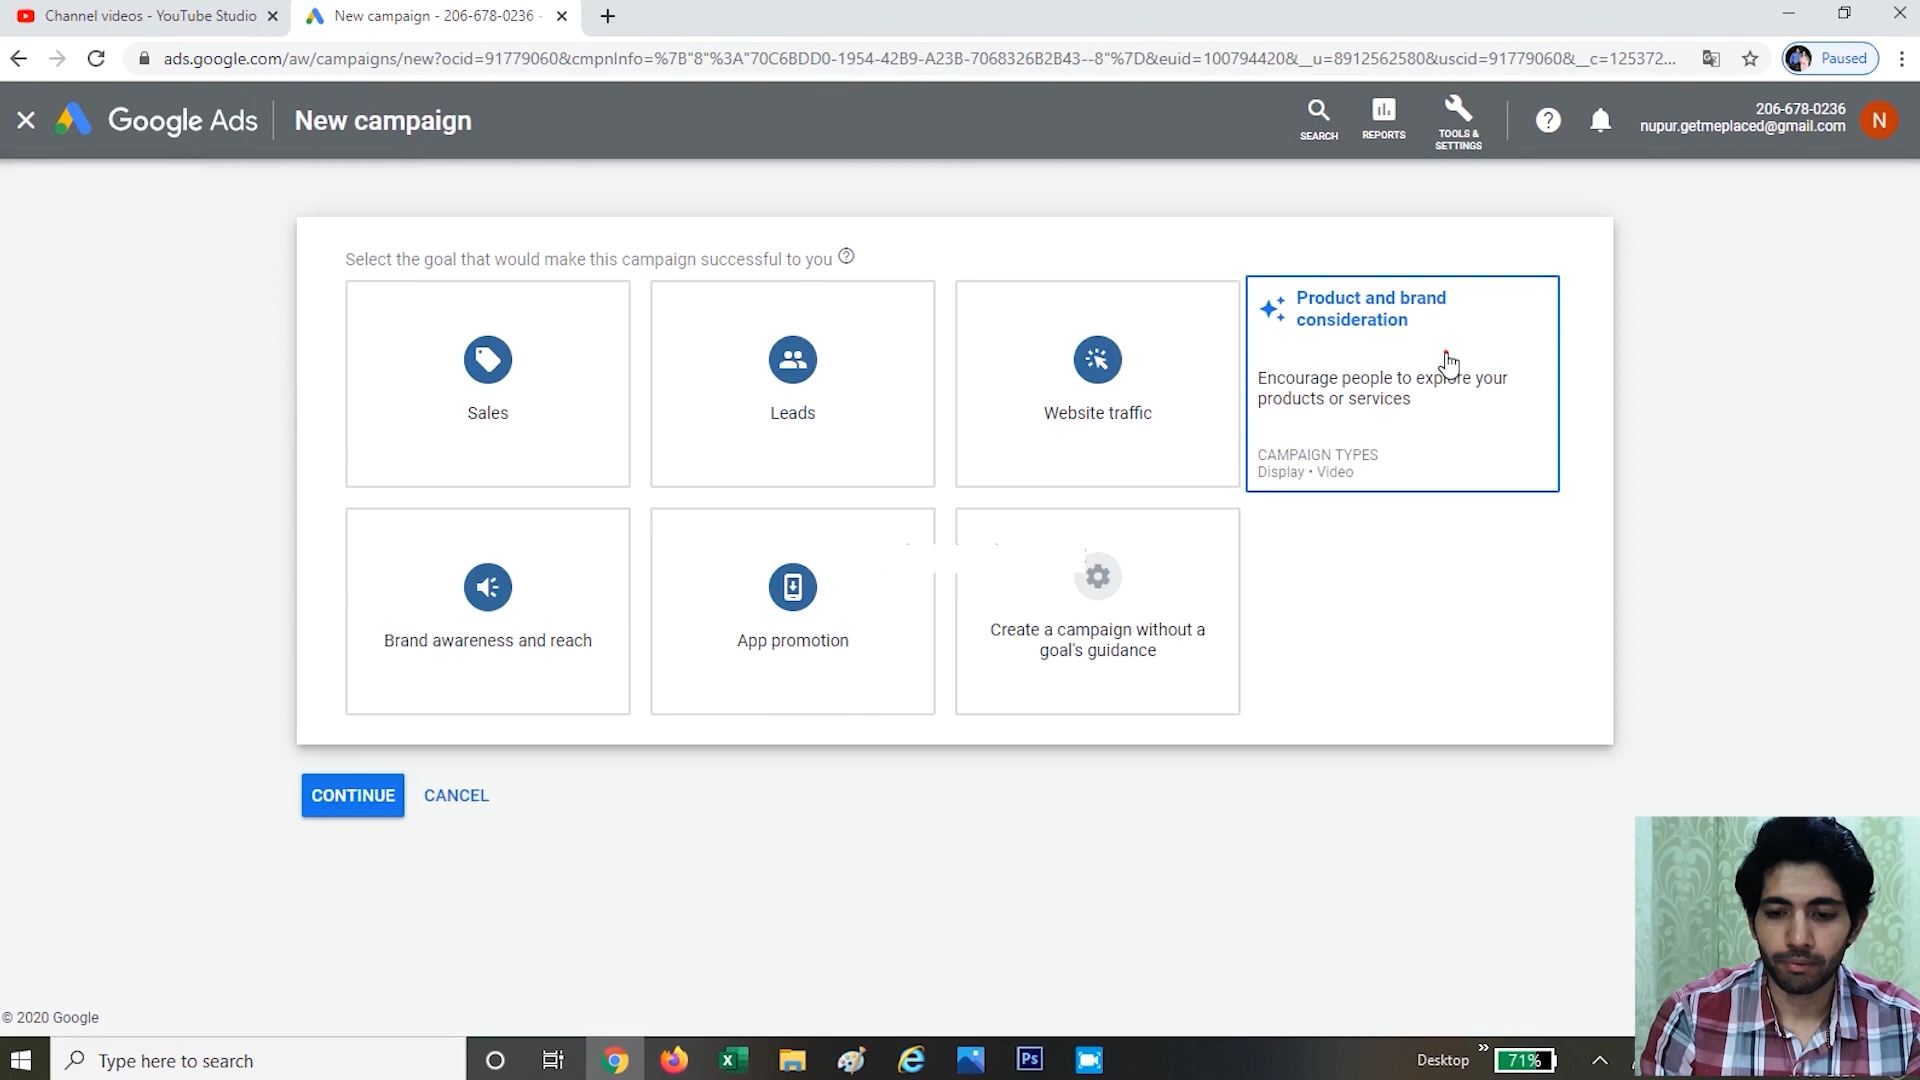 Channel videos - YouTube Studio
New campaign - 206-678-0236 -
ads.google.com/aw/campaigns/new?ocid=91779060&cmpnInfo=%7B"8"%3A"70C6BDD0-1954-42B9-A23B-7068326B2B43--8"%7D&euid=100794420&__u=8912562580&uscid=91779060&__c=125372...
Paused
Google Ads
New campaign
SEARCH
REPORTS
TOOLS &
SETTINGS
206-678-0236
nupur.getmeplaced@gmail.com
N
Select the goal that would make this campaign successful to you
Sales
Leads
Website traffic
Product and brand
consideration
Encourage people to explore your
products or services
CAMPAIGN TYPES
Display • Video
Brand awareness and reach
App promotion
Create a campaign without a
goal's guidance
CONTINUE
CANCEL
© 2020 Google
Type here to search
Ps
Desktop
71%